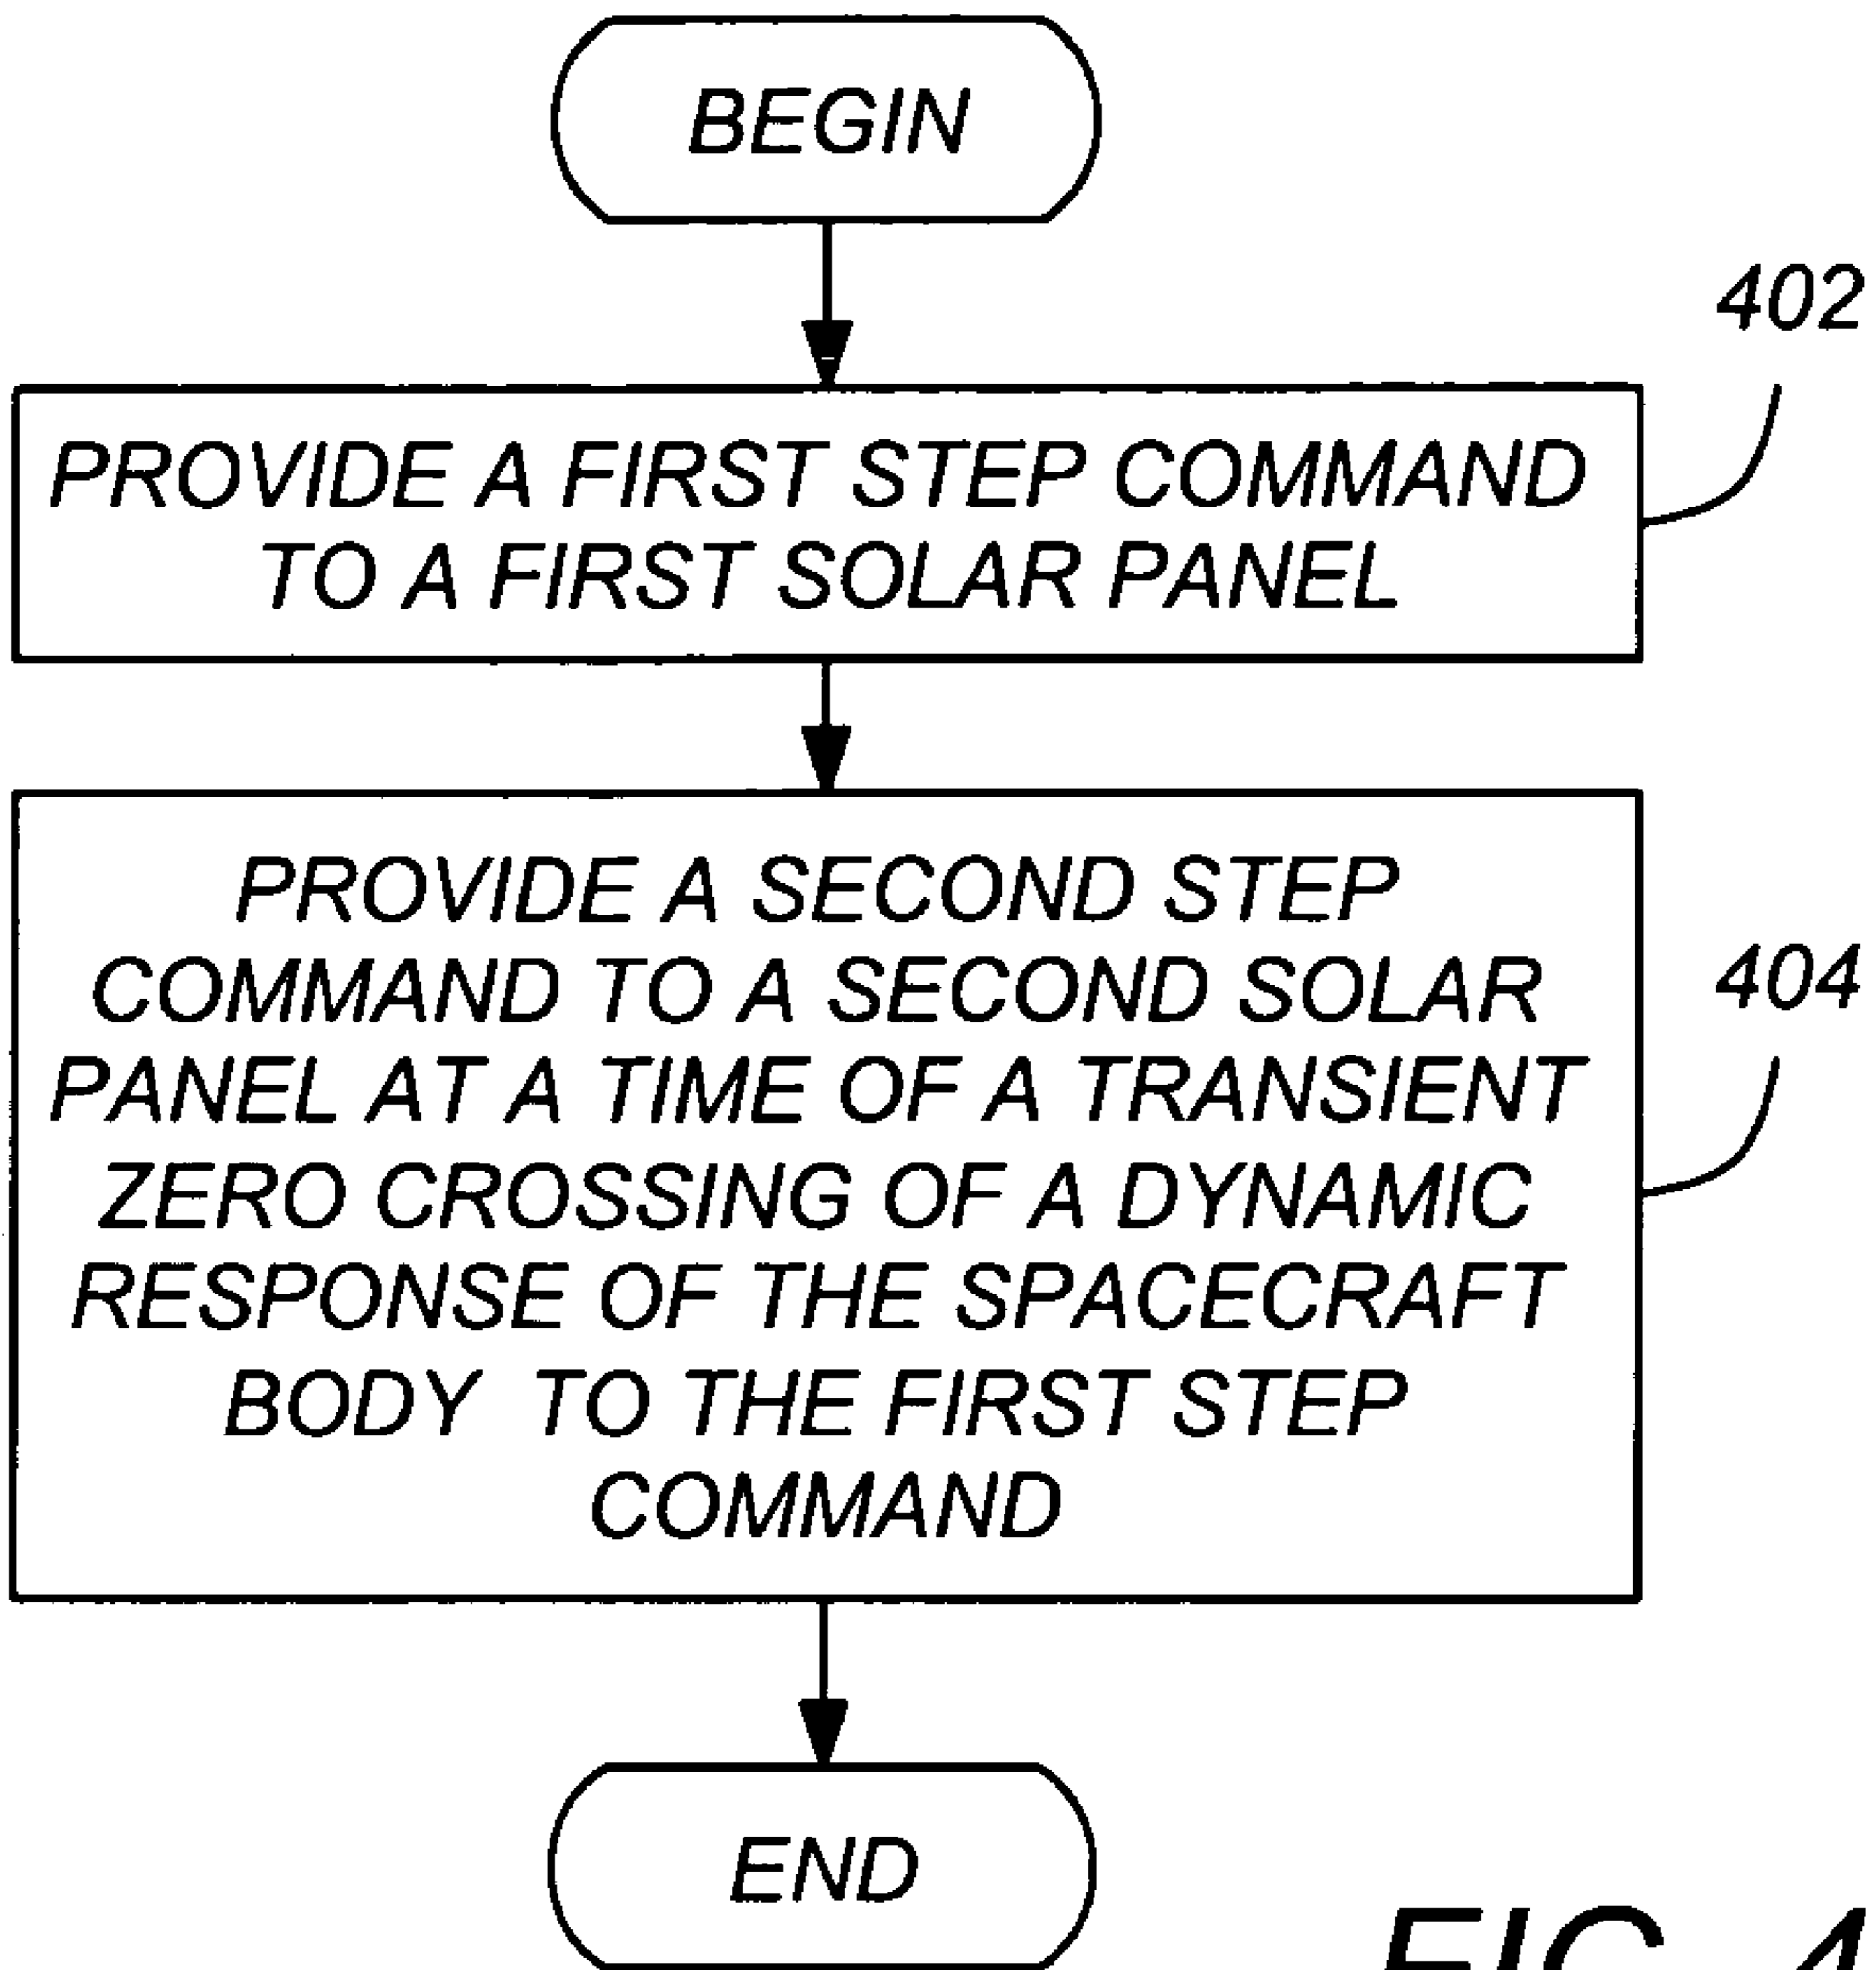 BEGIN
402
PROVIDE A FIRST STEP COMMAND
TO A FIRST SOLAR PANEL
PROVIDE A SECOND STEP
COMMAND TO A SECOND SOLAR
PANEL AT A TIME OF A TRANSIENT
ZERO CROSSING OF A DYNAMIC
RESPONSE OF THE SPACECRAFT
BODY TO THE FIRST STEP
COMMAND
404
END
FIG. 4